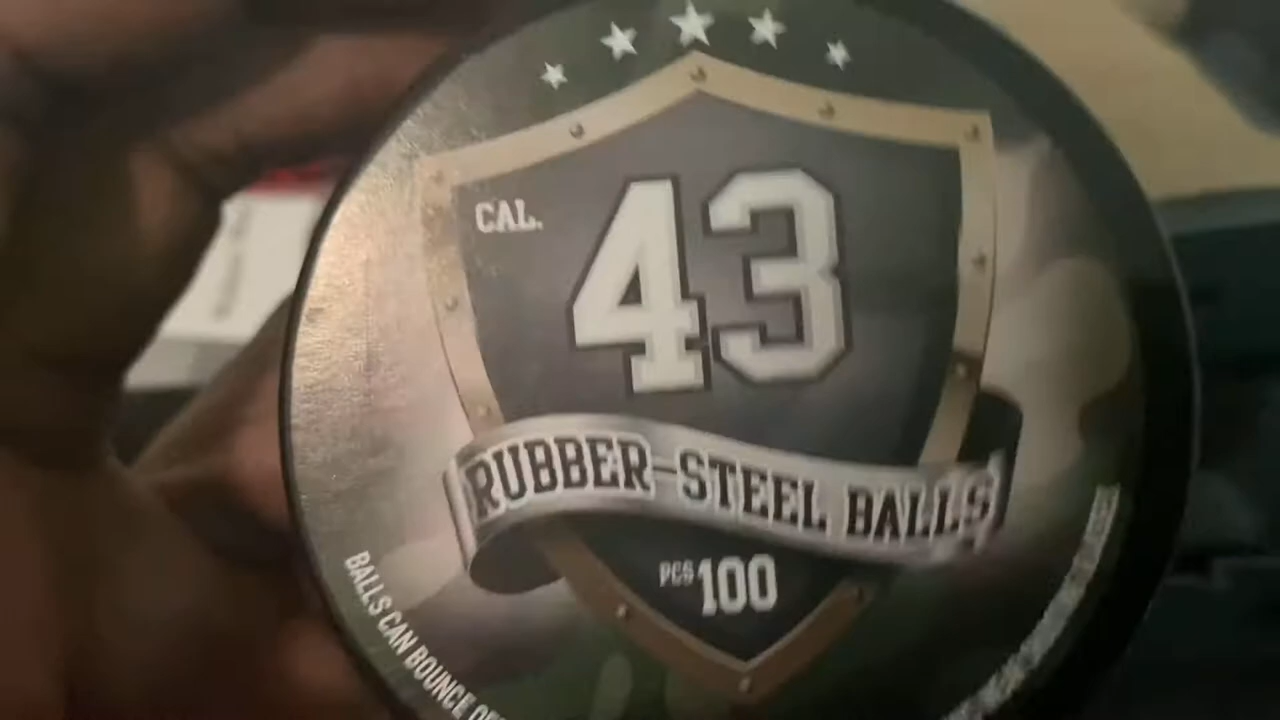 CAL.
43
RUBBER-STEEL BALLS
PCS 100
BALLS CAN BOUNCE